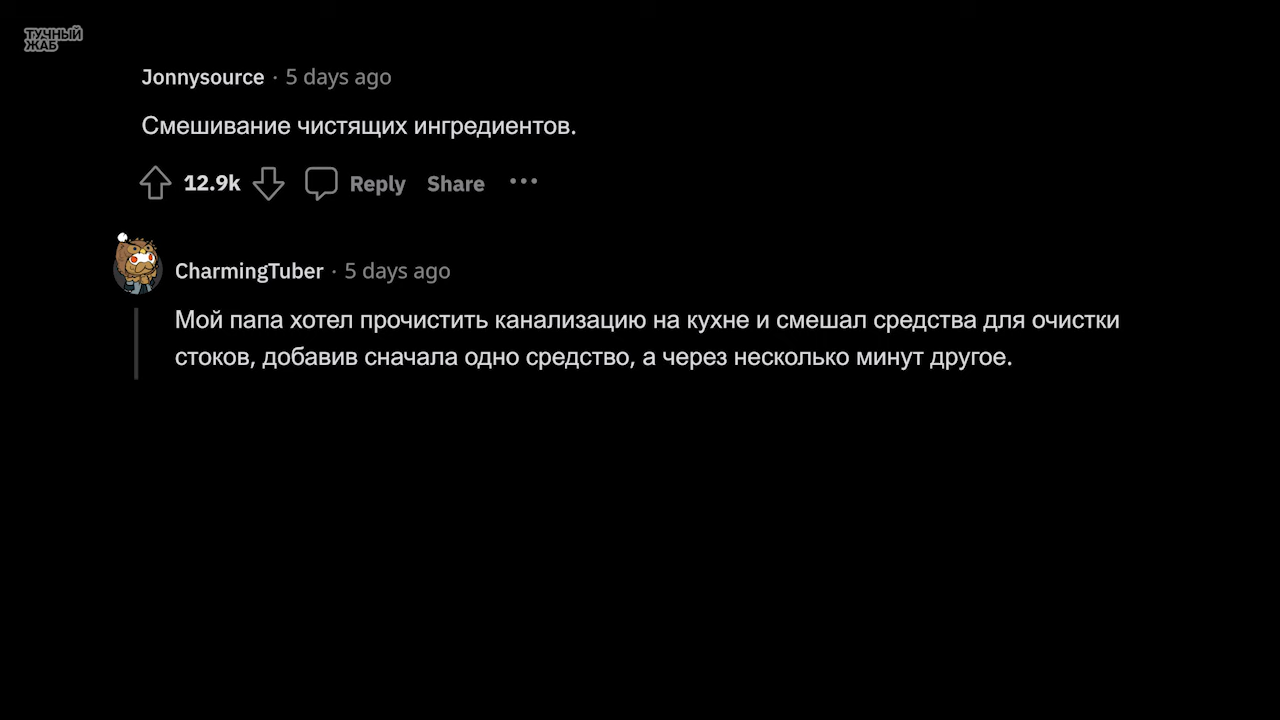 ТУЧНЫЙ
ЖАБ
Jonnysource · 5 days ago
Смешивание чистящих ингредиентов.
12.9k Reply Share ···
CharmingTuber · 5 days ago
Мой папа хотел прочистить канализацию на кухне и смешал средства для очистки
стоков, добавив сначала одно средство, а через несколько минут другое.